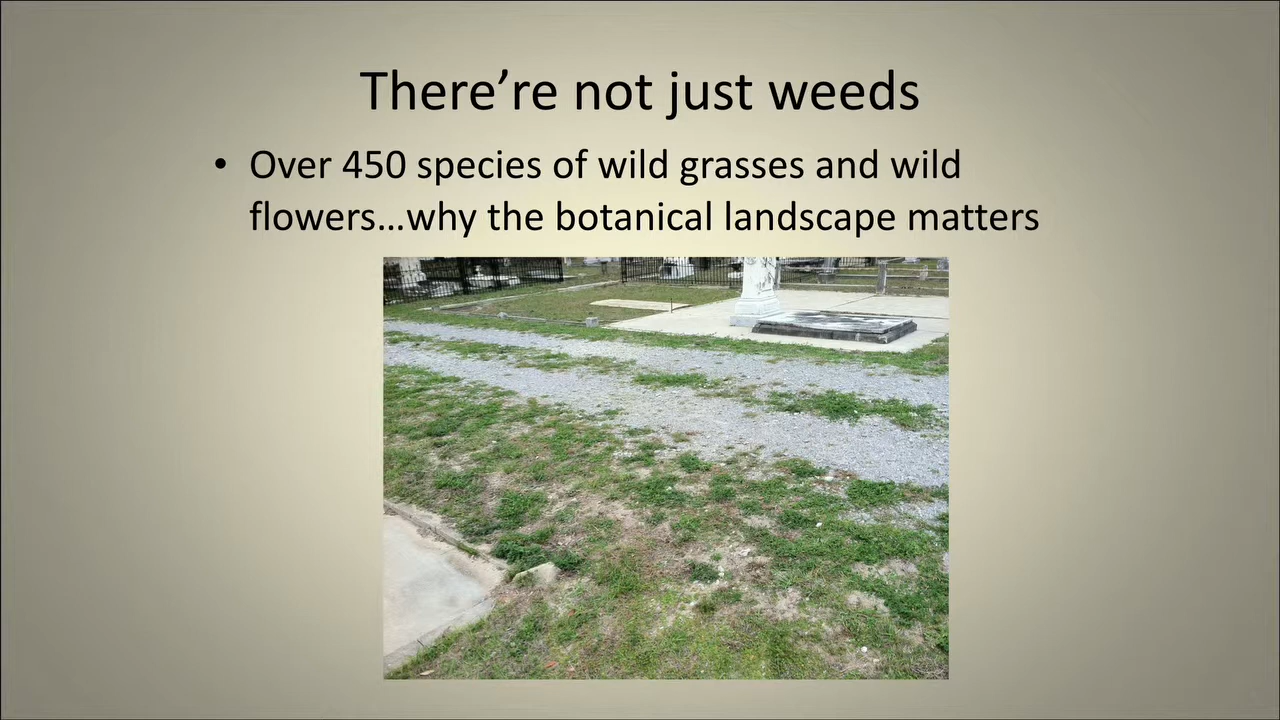 There’re not just weeds
• Over 450 species of wild grasses and wild
flowers…why the botanical landscape matters